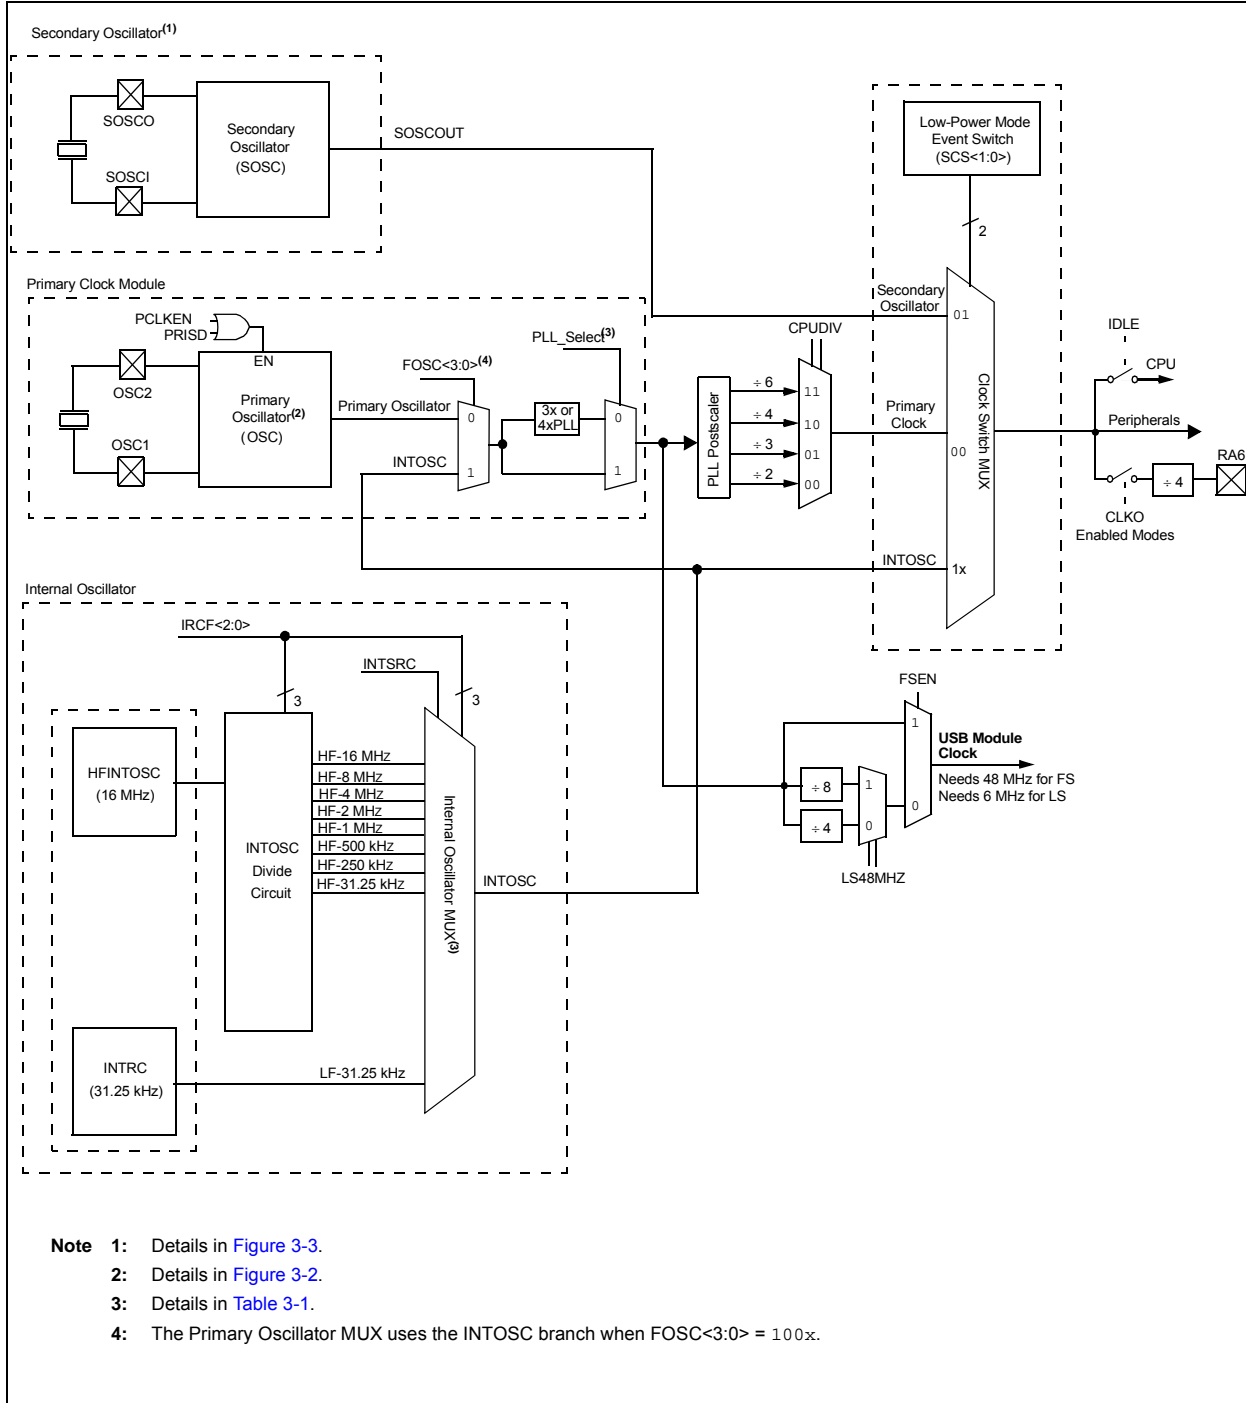 Secondary Oscillator(1)
SOSCO
SOSCI
Secondary
Oscillator
(SOSC)
SOSCOUT
Low-Power Mode
Event Switch
(SCS<1:0>)
2
Primary Clock Module
PCLKEN
PRISD
EN
OSC2
OSC1
Primary
Oscillator(2)
(OSC)
Primary Oscillator
INTOSC
FOSC<3:0>(4)
0
1
3x or
4xPLL
PLL_Select(3)
0
1
PLL Postscaler
÷ 6
÷ 4
÷ 3
÷ 2
CPUDIV
11
10
01
00
Secondary
Oscillator
01
Primary
Clock
00
INTOSC
1x
Clock Switch MUX
IDLE
CPU
Peripherals
RA6
÷ 4
CLKO
Enabled Modes
Internal Oscillator
IRCF<2:0>
INTSRC
3
3
HFINTOSC
(16 MHz)
INTOSC
Divide
Circuit
HF-16 MHz
HF-8 MHz
HF-4 MHz
HF-2 MHz
HF-1 MHz
HF-500 kHz
HF-250 kHz
HF-31.25 kHz
Internal Oscillator MUX(3)
INTOSC
INTRC
(31.25 kHz)
LF-31.25 kHz
FSEN
1
0
÷ 8
÷ 4
1
0
LS48MHZ
USB Module
Clock
Needs 48 MHz for FS
Needs 6 MHz for LS
Note 1: Details in Figure 3-3.
2: Details in Figure 3-2.
3: Details in Table 3-1.
4: The Primary Oscillator MUX uses the INTOSC branch when FOSC<3:0> = 100x.